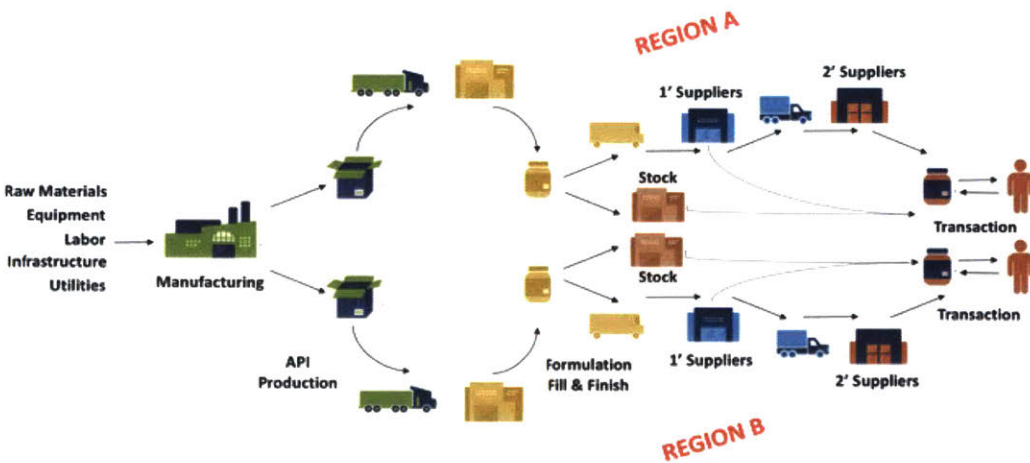 REGION A
2' Suppliers
1' Suppliers
Stock
Raw Materials
Equipment
Labor
Infrastructure
Utilities
Manufacturing
Transaction
Stock
Transaction
API
Production
Formulation
Fill & Finish
1' Suppliers
2' Suppliers
REGION B